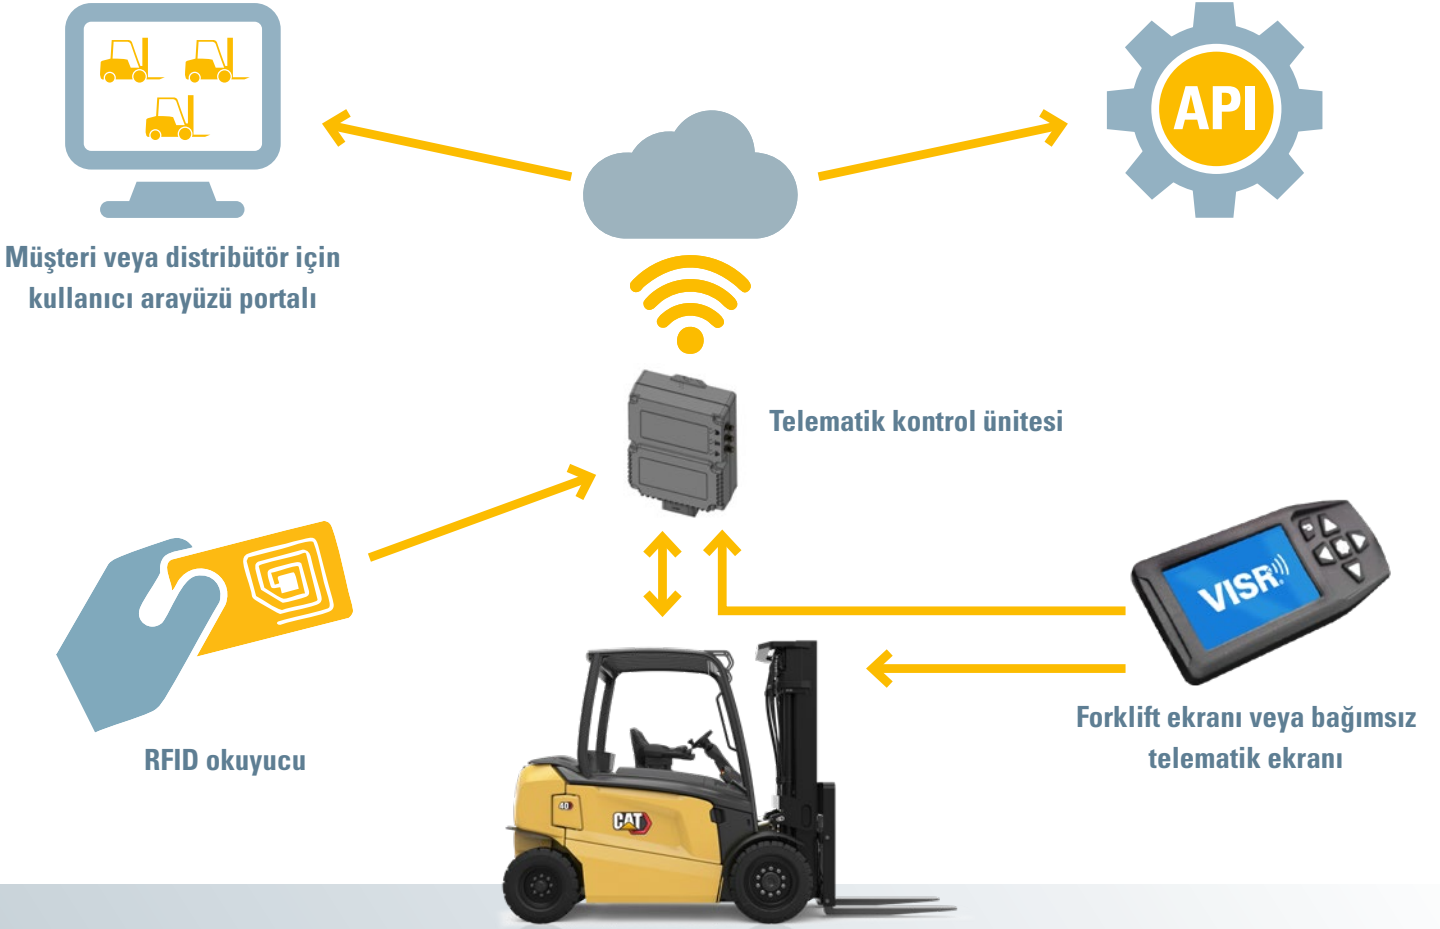 API
Müşteri veya distribütör için
kullanıcı arayüzü portalı
Telematik kontrol ünitesi
VISR
Forklift ekranı veya bağımsız
telematik ekranı
RFID okuyucu
40
CAT